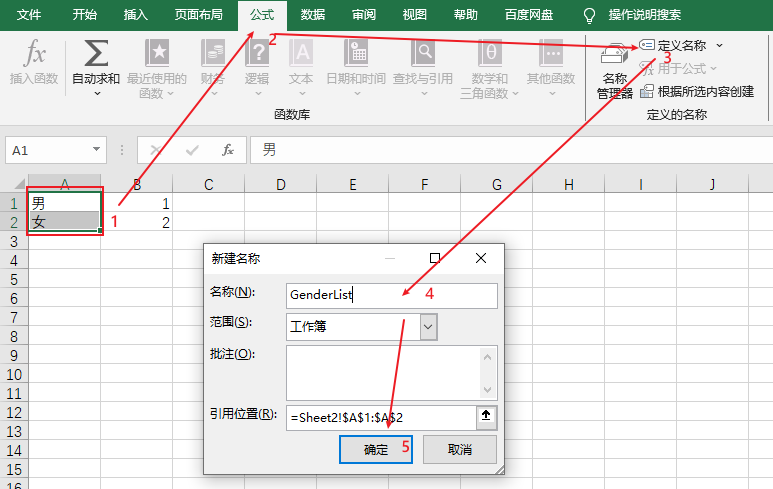 文件 开始 插入 页面布局 公式 数据 审阅 视图 帮助 百度网盘 操作说明搜索
2
fx Σ ? A θ
插入函数 自动求和 最近使用的函数 财务 逻辑 文本 日期和时间 查找与引用 数学和三角函数 其他函数
函数库
名称管理器
定义名称
3
fx 用于公式
根据所选内容创建
定义的名称
A1 fx 男
A B C D E F G H I J
1 男 1
2 女 2
1
3
4
5
6
7
8
9
10
11
12
13
14
15
新建名称
名称(N): GenderList 4
范围(S): 工作簿
批注(O):
引用位置(R): =Sheet2!$A$1:$A$2
确定 5 取消